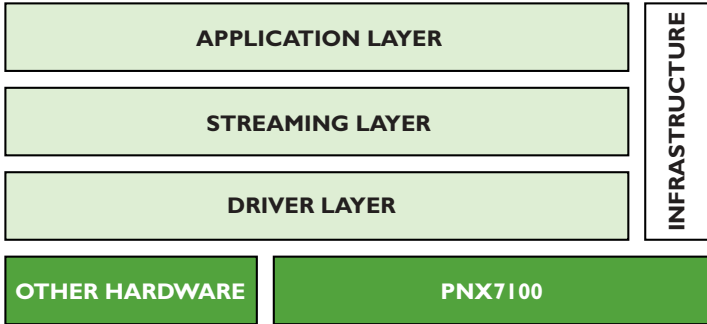 APPLICATION LAYER
STREAMING LAYER
DRIVER LAYER
INFRASTRUCTURE
OTHER HARDWARE
PNX7100